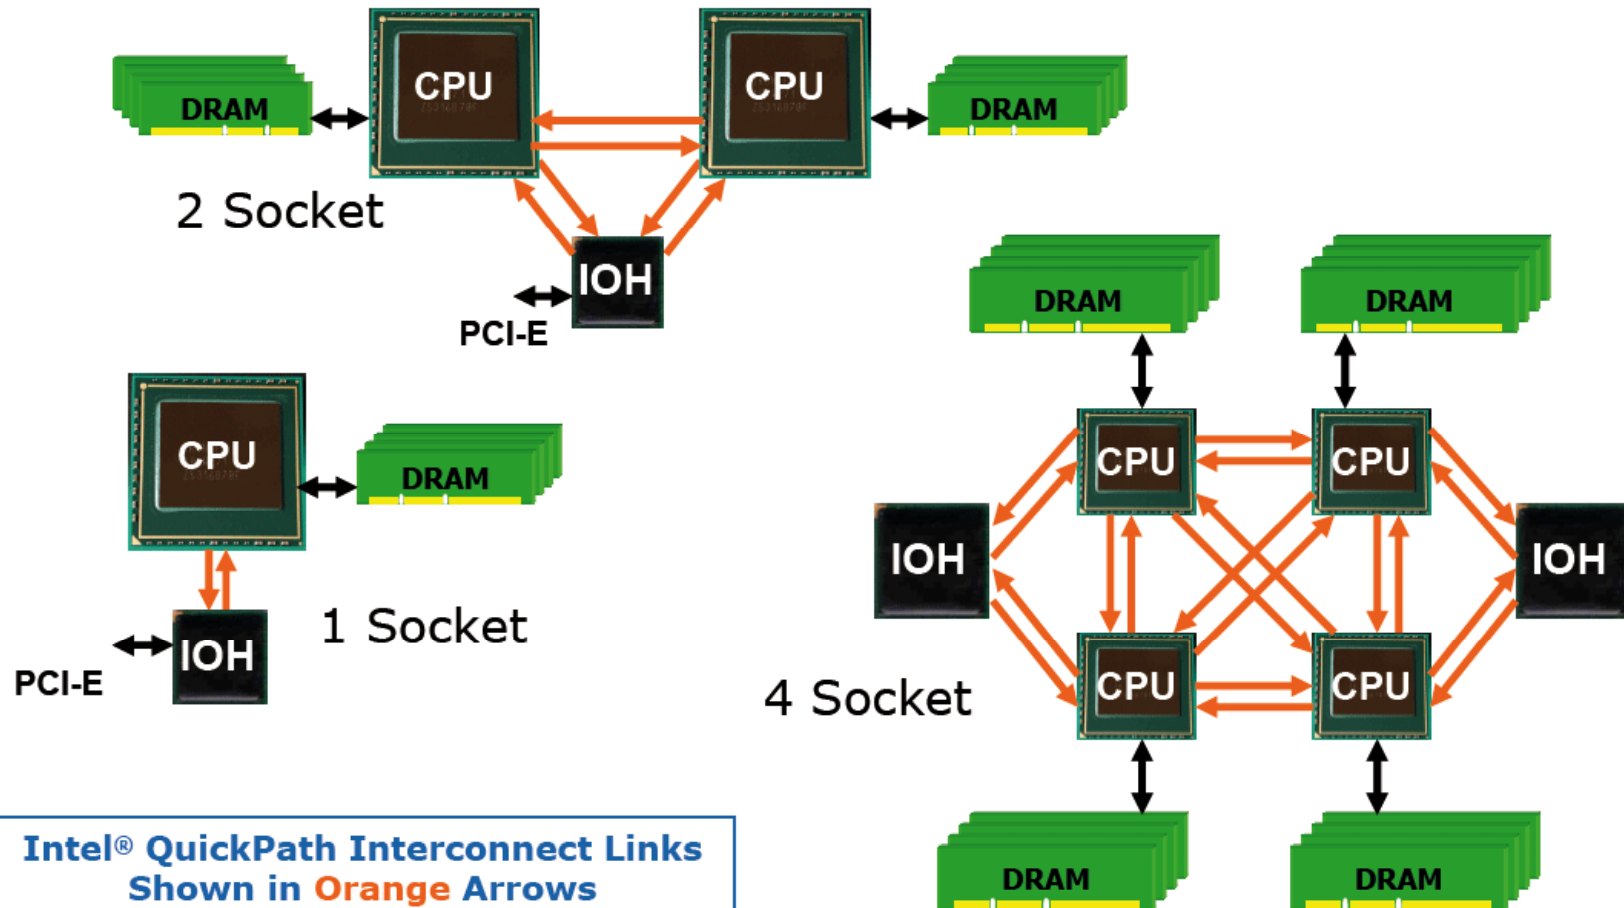 CPU
CPU
DRAM
DRAM
2 Socket
IOH
PCI-E
CPU
DRAM
1 Socket
IOH
PCI-E
DRAM
DRAM
CPU
CPU
IOH
IOH
CPU
CPU
4 Socket
DRAM
DRAM
Intel® QuickPath Interconnect Links
Shown in Orange Arrows